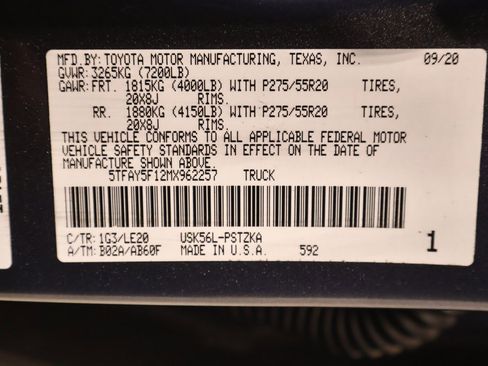 MFD.BY: TOYOTA MOTOR MANUFACTURING, TEXAS, INC. 09/20
GVWR: 3265KG (7200LB)
GAWR: FRT. 1815KG (4000LB) WITH P275/55R20 TIRES,
20X8J RIMS.
RR. 1880KG (4150LB) WITH P275/55R20 TIRES,
20X8J RIMS.
THIS VEHICLE CONFORMS TO ALL APPLICABLE FEDERAL MOTOR
VEHICLE SAFETY STANDARDS IN EFFECT ON THE DATE OF
MANUFACTURE SHOWN ABOVE.
5TFAY5F12MX962257 TRUCK
C/TR: 1G3/LE20 USK56L-PSTZKA
A/TM: B02A/AB60F MADE IN U.S.A. 592 1